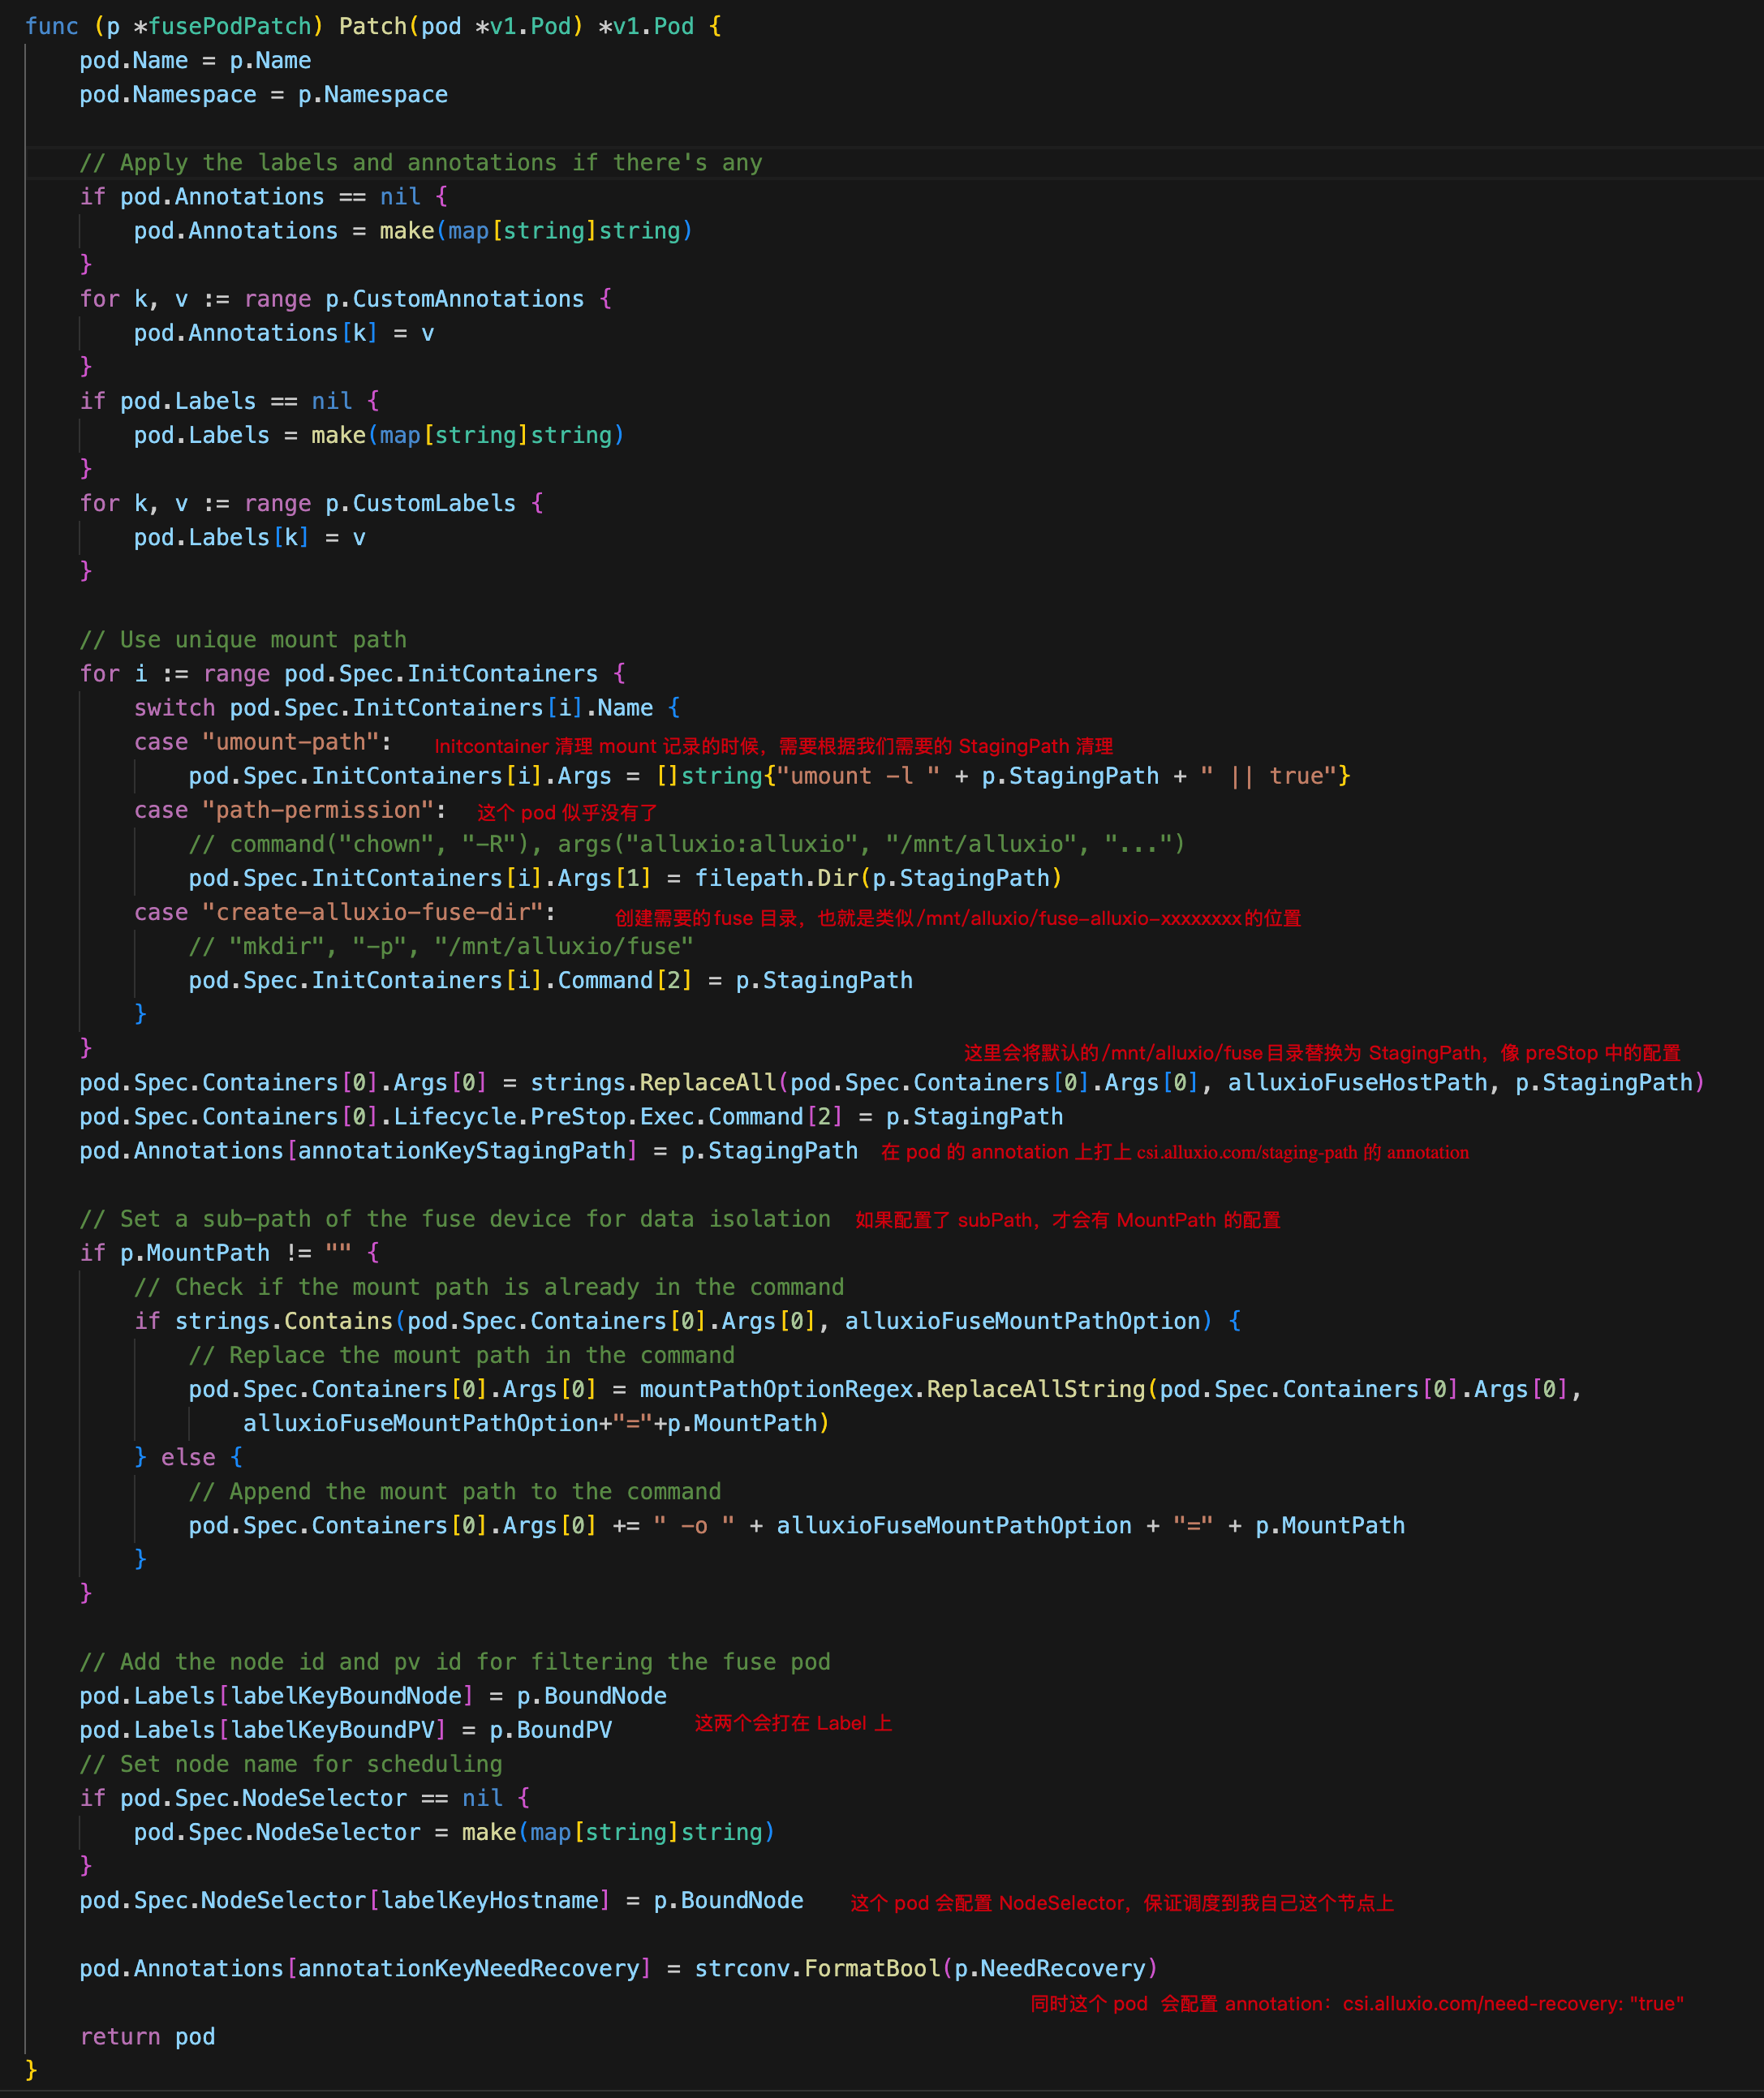 func (p *fusePodPatch) Patch(pod *v1.Pod) *v1.Pod {
    pod.Name = p.Name
    pod.Namespace = p.Namespace

    // Apply the labels and annotations if there's any
    if pod.Annotations == nil {
        pod.Annotations = make(map[string]string)
    }
    for k, v := range p.CustomAnnotations {
        pod.Annotations[k] = v
    }
    if pod.Labels == nil {
        pod.Labels = make(map[string]string)
    }
    for k, v := range p.CustomLabels {
        pod.Labels[k] = v
    }

    // Use unique mount path
    for i := range pod.Spec.InitContainers {
        switch pod.Spec.InitContainers[i].Name {
        case "umount-path": Initcontainer 清理 mount 记录的时候，需要根据我们需要的 StagingPath 清理
            pod.Spec.InitContainers[i].Args = []string{"umount -l " + p.StagingPath + " || true"}
        case "path-permission": 这个 pod 似乎没有了
            // command("chown", "-R"), args("alluxio:alluxio", "/mnt/alluxio", "...")
            pod.Spec.InitContainers[i].Args[1] = filepath.Dir(p.StagingPath)
        case "create-alluxio-fuse-dir": 创建需要的fuse 目录，也就是类似/mnt/alluxio/fuse-alluxio-xxxxxxxx的位置
            // "mkdir", "-p", "/mnt/alluxio/fuse"
            pod.Spec.InitContainers[i].Command[2] = p.StagingPath
        }
    }
这里会将默认的/mnt/alluxio/fuse目录替换为 StagingPath，像 preStop 中的配置
    pod.Spec.Containers[0].Args[0] = strings.ReplaceAll(pod.Spec.Containers[0].Args[0], alluxioFuseHostPath, p.StagingPath)
    pod.Spec.Containers[0].Lifecycle.PreStop.Exec.Command[2] = p.StagingPath
    pod.Annotations[annotationKeyStagingPath] = p.StagingPath 在 pod 的 annotation 上打上 csi.alluxio.com/staging-path 的 annotation

    // Set a sub-path of the fuse device for data isolation 如果配置了 subPath，才会有 MountPath 的配置
    if p.MountPath != "" {
        // Check if the mount path is already in the command
        if strings.Contains(pod.Spec.Containers[0].Args[0], alluxioFuseMountPathOption) {
            // Replace the mount path in the command
            pod.Spec.Containers[0].Args[0] = mountPathOptionRegex.ReplaceAllString(pod.Spec.Containers[0].Args[0],
                alluxioFuseMountPathOption+"="+p.MountPath)
        } else {
            // Append the mount path to the command
            pod.Spec.Containers[0].Args[0] += " -o " + alluxioFuseMountPathOption + "=" + p.MountPath
        }
    }

    // Add the node id and pv id for filtering the fuse pod
    pod.Labels[labelKeyBoundNode] = p.BoundNode
    pod.Labels[labelKeyBoundPV] = p.BoundPV 这两个会打在 Label 上
    // Set node name for scheduling
    if pod.Spec.NodeSelector == nil {
        pod.Spec.NodeSelector = make(map[string]string)
    }
    pod.Spec.NodeSelector[labelKeyHostname] = p.BoundNode 这个 pod 会配置 NodeSelector，保证调度到我自己这个节点上

    pod.Annotations[annotationKeyNeedRecovery] = strconv.FormatBool(p.NeedRecovery)
同时这个 pod 会配置 annotation：csi.alluxio.com/need-recovery: "true"
    return pod
}